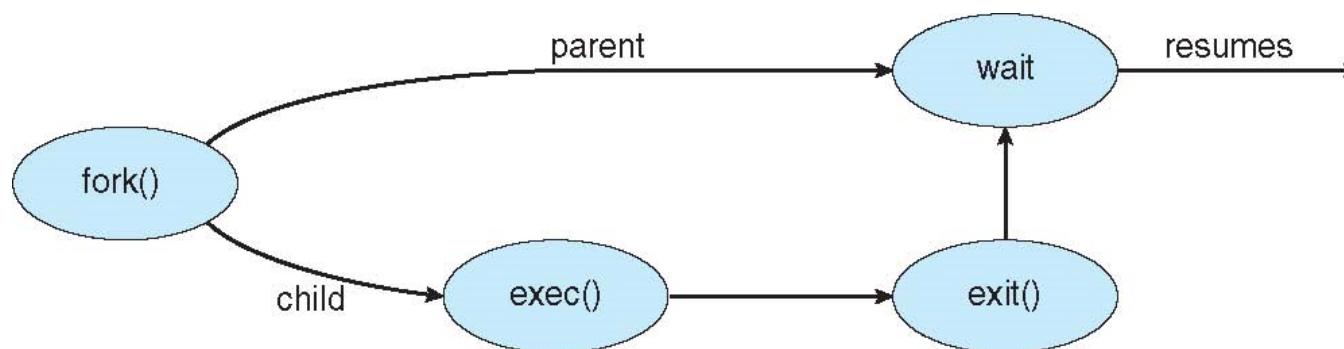 parent
wait
resumes
fork()
child
exec()
exit()